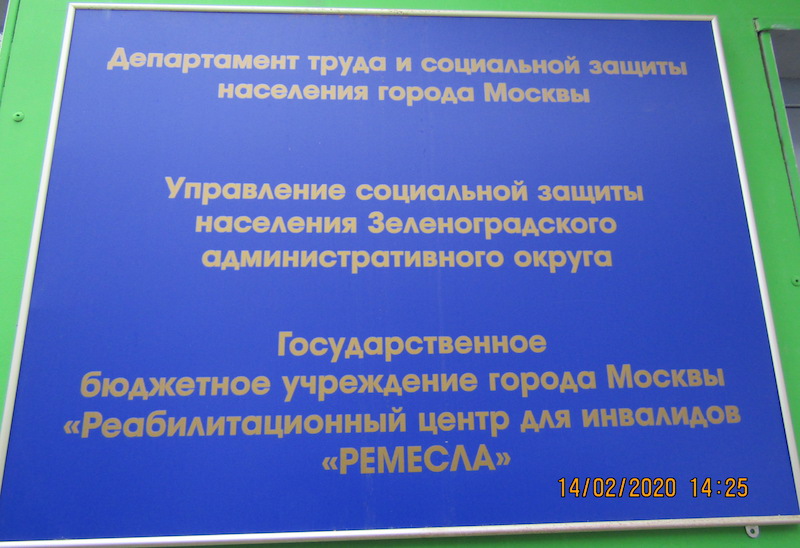 Департамент труда и социальной защиты
населения города Москвы
Управление социальной защиты
населения Зеленоградского
административного округа
Государственное
бюджетное учреждение города Москвы
«Реабилитационный центр для инвалидов
«РЕМЕСЛА»
14/02/2020 14:25